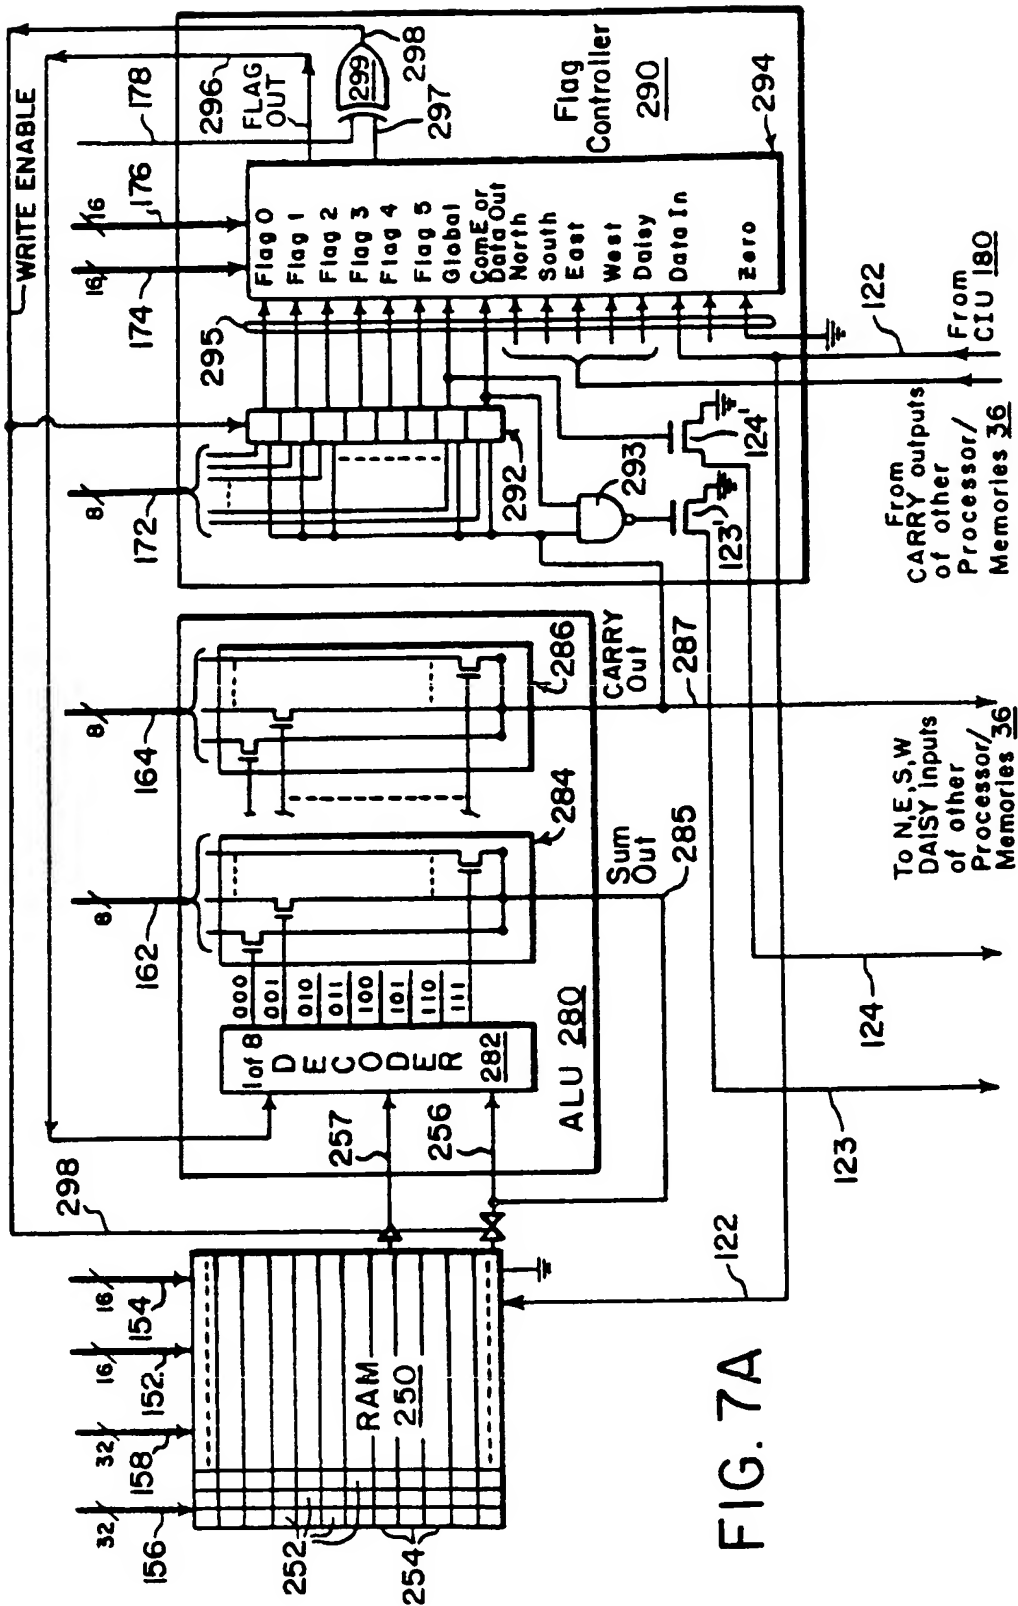 WRITE ENABLE
298
32
156
32
158
16
152
16
154
8
162
8
164
8
172
16
174
16
176
178
296
FLAG
OUT
298
299
297
295
252
254
RAM
250
122
257
256
1 of 8
DECODER
282
000
001
010
011
100
101
110
111
284
286
ALU 280
Sum
Out
285
CARRY
Out
287
292
293
123'
124'
Flag 0
Flag 1
Flag 2
Flag 3
Flag 4
Flag 5
Global
ComE or
Data Out
North
South
East
West
Daisy
Data In
Zero
Flag
Controller
290
294
122
From
CIU 180
From
CARRY outputs
of other
Processor/
Memories 36
To N,E,S,W
DAISY inputs
of other
Processor/
Memories 36
124
123
FIG. 7A